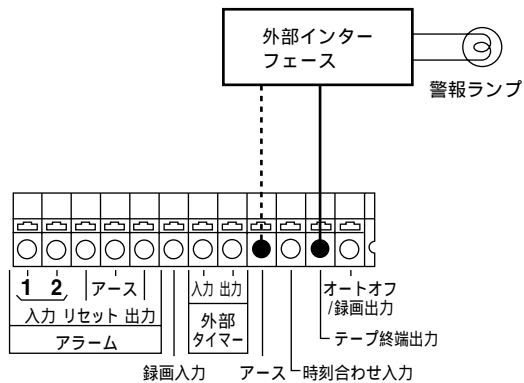 外部インター
フェース
警報ランプ
1 2 アース 入力 出力 オートオフ
/録画出力
入力 リセット 出力 外部
タイマー
テープ終端出力
アラーム
録画入力 アース 時刻合わせ入力